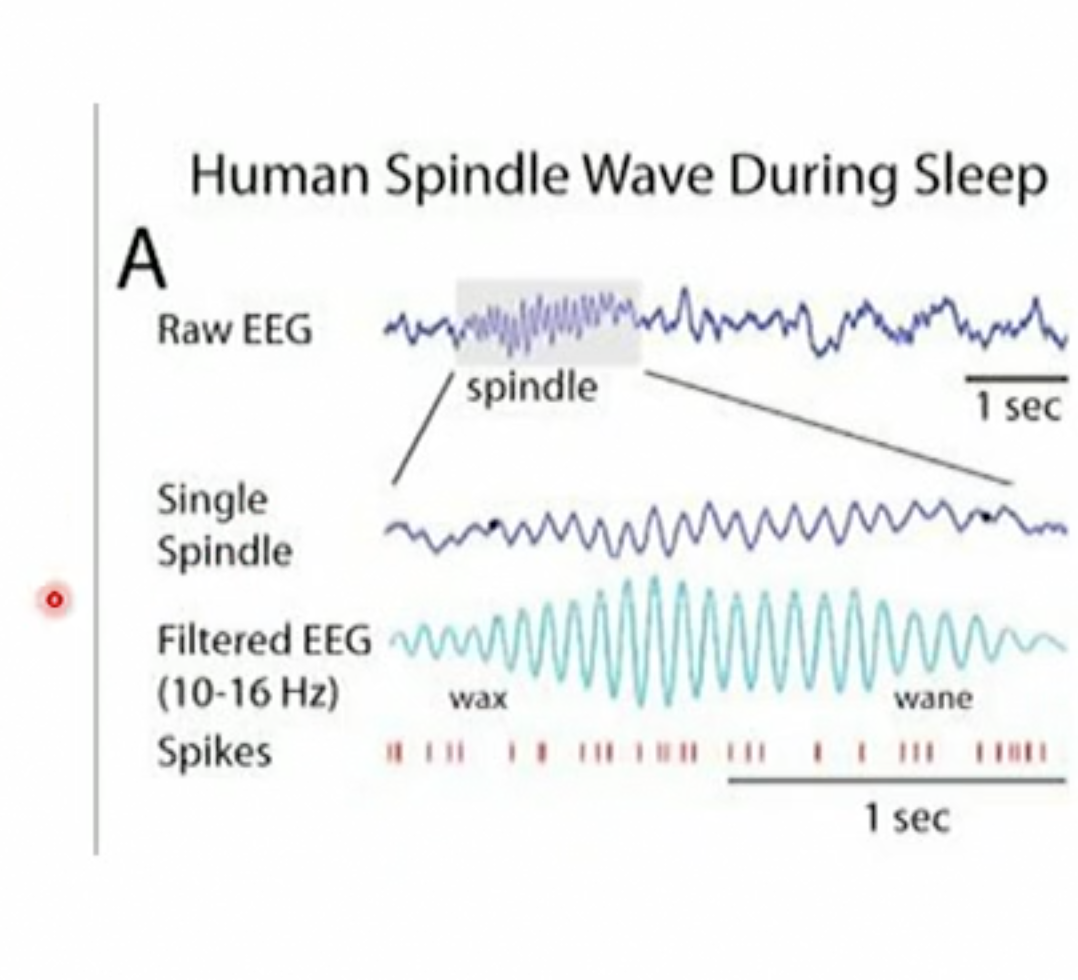 Human Spindle Wave During Sleep
A
Raw EEG
spindle
1 sec
Single
Spindle
Filtered EEG
(10-16 Hz)
wax
wane
Spikes
1 sec